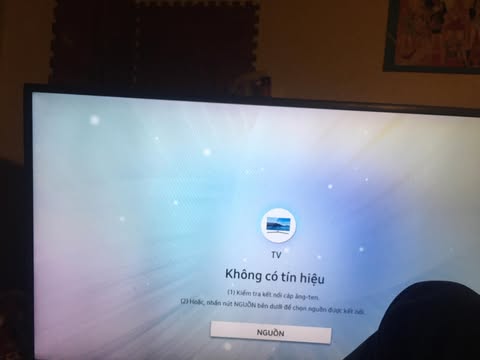 TV
Không có tín hiệu
(1) Kiểm tra kết nối cáp ăng-ten.
(2) Hoặc, nhấn nút NGUỒN bên dưới để chọn nguồn được kết nối.
NGUỒN